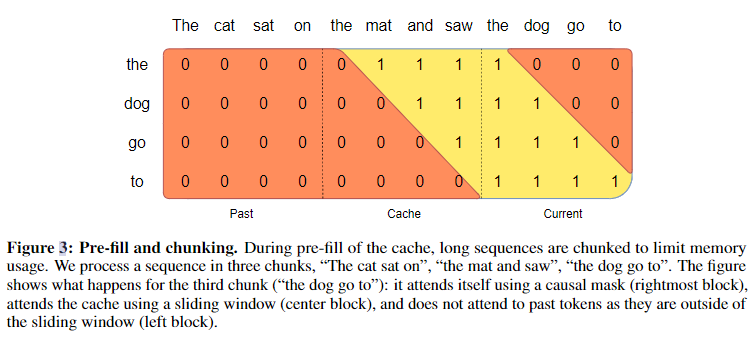 The cat sat on the mat and saw the dog go to
the 0 0 0 0 0 1 1 1 1 0 0 0
dog 0 0 0 0 0 0 1 1 1 1 0 0
go 0 0 0 0 0 0 0 1 1 1 1 0
to 0 0 0 0 0 0 0 0 1 1 1 1
Past Cache Current
Figure 3: Pre-fill and chunking. During pre-fill of the cache, long sequences are chunked to limit memory
usage. We process a sequence in three chunks, “The cat sat on”, “the mat and saw”, “the dog go to”. The figure
shows what happens for the third chunk (“the dog go to”): it attends itself using a causal mask (rightmost block),
attends the cache using a sliding window (center block), and does not attend to past tokens as they are outside of
the sliding window (left block).